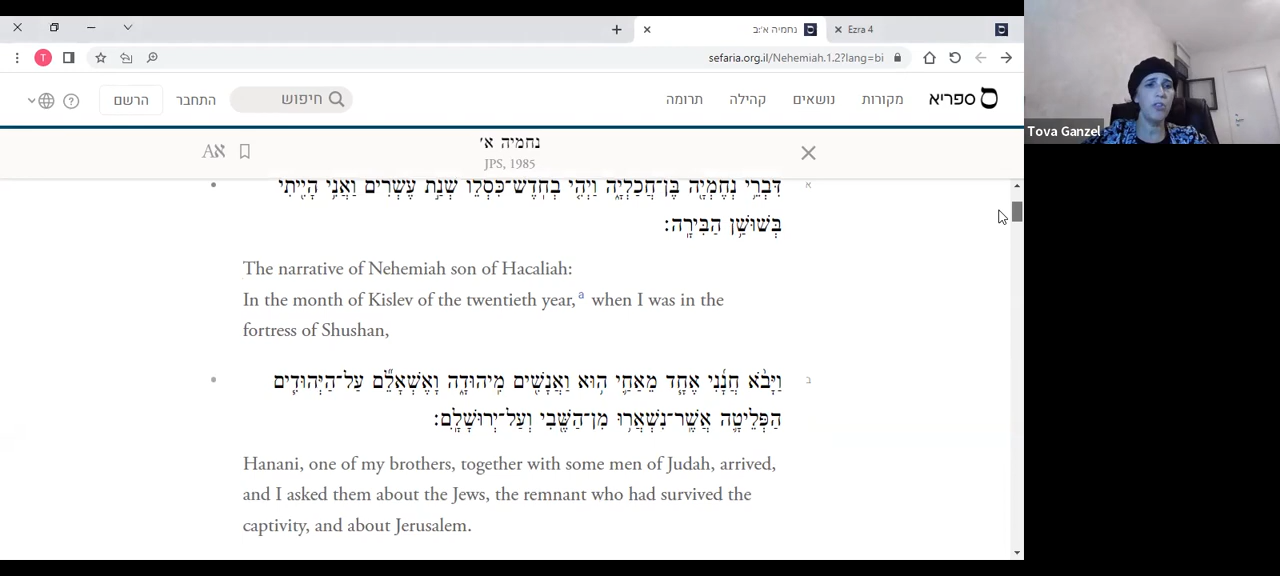 נחמיה א׳:ב
Ezra 4
sefaria.org.il/Nehemiah.1.2?lang=bi
T
ספריא
מקורות
נושאים
קהילה
תרומה
חיפוש
התחבר
הרשם
Tova Ganzel
נחמיה א׳
JPS, 1985
Aא
א
דִּבְרֵ֥י נְחֶמְיָ֖ה בֶּן־חֲכַלְיָ֑ה וַיְהִ֤י בְחֹֽדֶשׁ־כִּסְלֵו֙ שְׁנַ֣ת עֶשְׂרִ֔ים וַאֲנִ֥י הָיִ֖יתִי
בְּשׁוּשַׁ֥ן הַבִּירָֽה׃
The narrative of Nehemiah son of Hacaliah:
In the month of Kislev of the twentieth year,a when I was in the
fortress of Shushan,
ב
וַיָּבֹ֨א חֲנָ֜נִי אֶחָ֧ד מֵאַחַ֛י ה֥וּא וַאֲנָשִׁ֖ים מִֽיהוּדָ֑ה וָאֶשְׁאָלֵ֞ם עַל־הַיְּהוּדִ֧ים
הַפְּלֵיטָ֛ה אֲשֶֽׁר־נִשְׁאֲר֥וּ מִן־הַשֶּׁ֖בִי וְעַל־יְרוּשָׁלָֽ͏ִם׃
Hanani, one of my brothers, together with some men of Judah, arrived,
and I asked them about the Jews, the remnant who had survived the
captivity, and about Jerusalem.